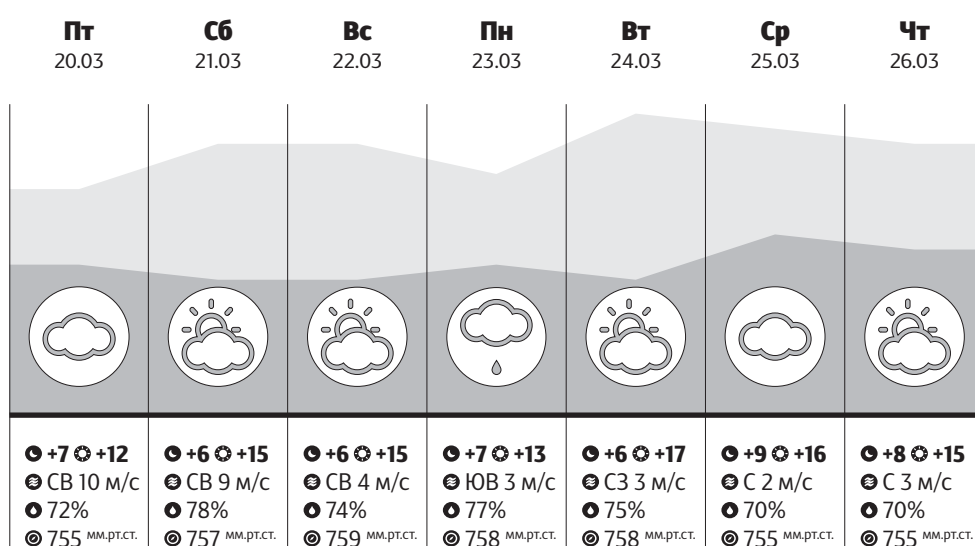 Пт Сб Вс Пн Вт Ср Чт
20.03 21.03 22.03 23.03 24.03 25.03 26.03
+7 +12 +6 +15 +6 +15 +7 +13 +6 +17 +9 +16 +8 +15
СВ 10 м/с СВ 9 м/с СВ 4 м/с ЮВ 3 м/с СЗ 3 м/с С 2 м/с С 3 м/с
72% 78% 74% 77% 75% 70% 70%
755 мм.рт.ст. 757 мм.рт.ст. 759 мм.рт.ст. 758 мм.рт.ст. 758 мм.рт.ст. 755 мм.рт.ст. 755 мм.рт.ст.